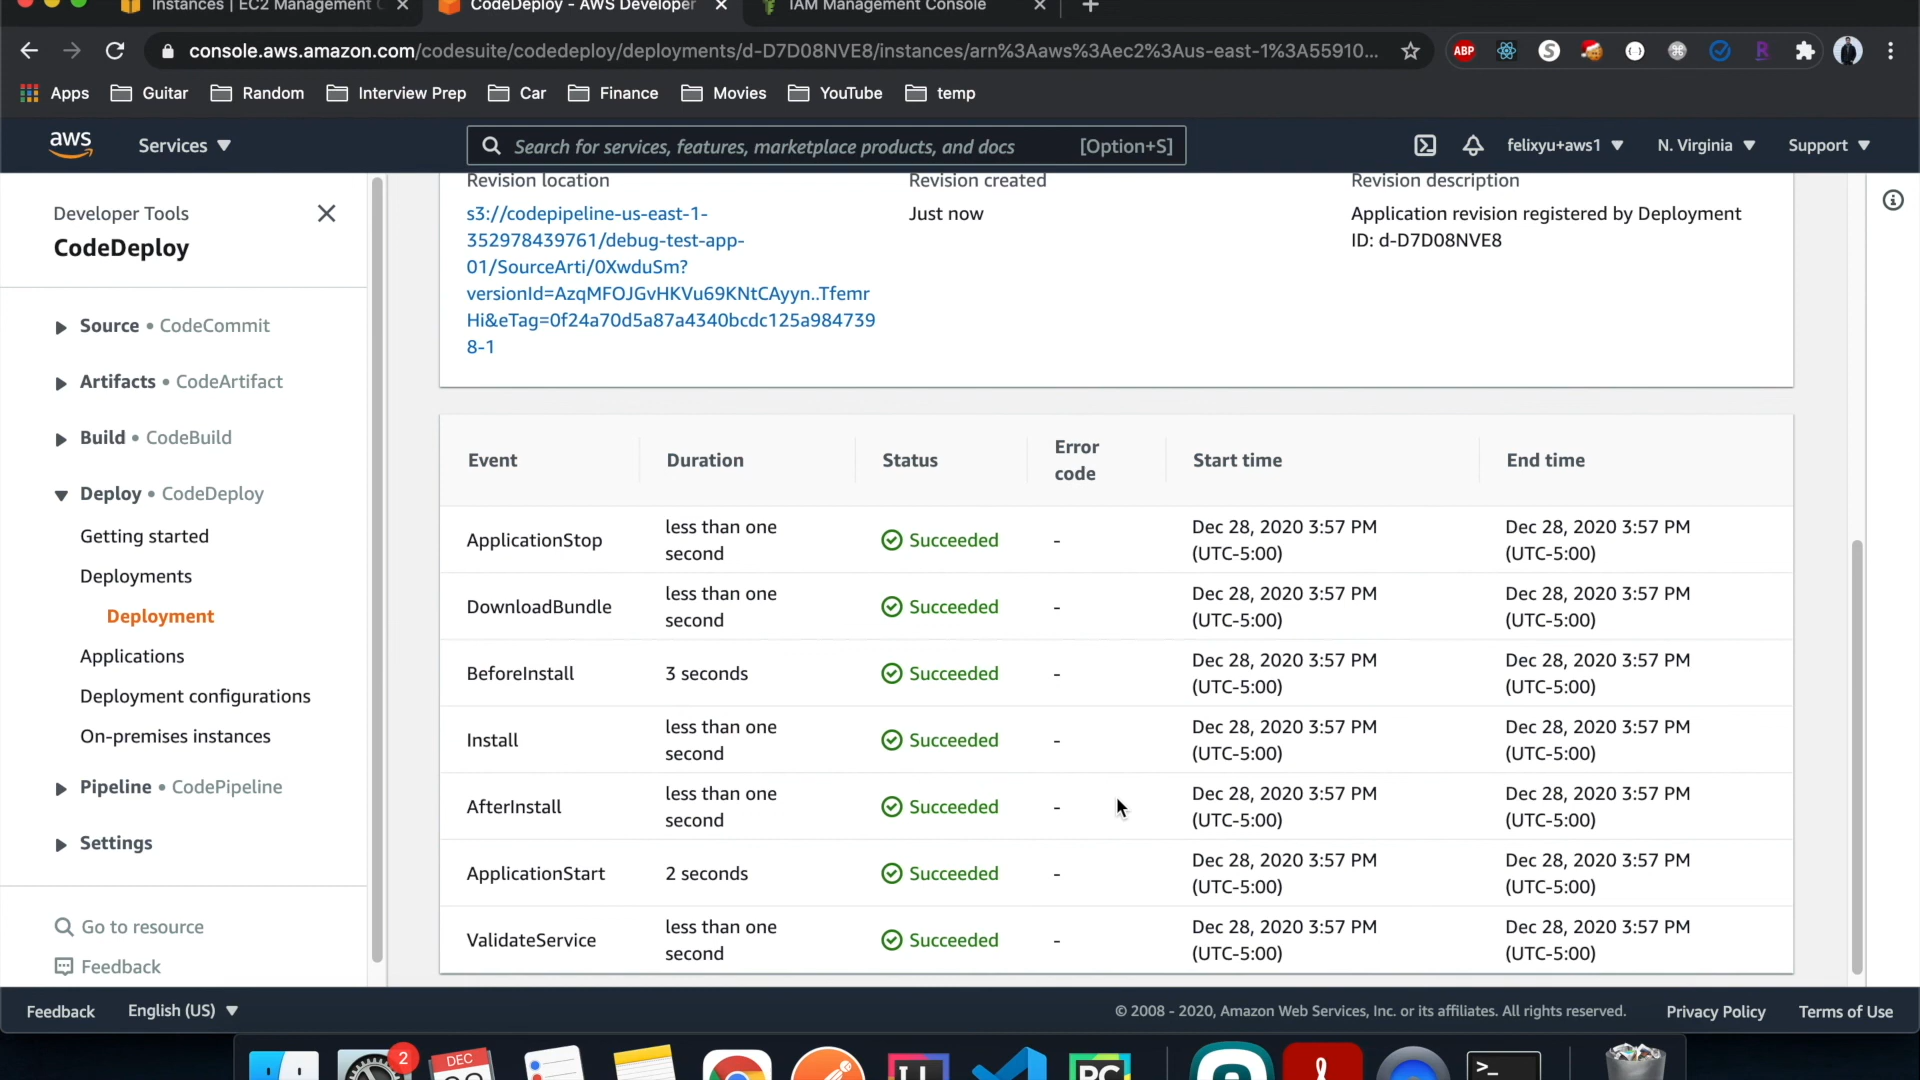 Instances | EC2 Management C
CodeDeploy - AWS Developer
IAM Management Console
console.aws.amazon.com/codesuite/codedeploy/deployments/d-D7D08NVE8/instances/arn%3Aaws%3Aec2%3Aus-east-1%3A55910...
ABP
Apps
Guitar
Random
Interview Prep
Car
Finance
Movies
YouTube
temp
aws
Services
Search for services, features, marketplace products, and docs
[Option+S]
felixyu+aws1
N. Virginia
Support
Developer Tools
CodeDeploy
Source • CodeCommit
Artifacts • CodeArtifact
Build • CodeBuild
Deploy • CodeDeploy
Getting started
Deployments
Deployment
Applications
Deployment configurations
On-premises instances
Pipeline • CodePipeline
Settings
Go to resource
Feedback
Revision location
s3://codepipeline-us-east-1-
352978439761/debug-test-app-
01/SourceArti/0XwduSm?
versionId=AzqMFOJGvHKVu69KNtCAyyn..Tfemr
Hi&eTag=0f24a70d5a87a4340bcdc125a984739
8-1
Revision created
Just now
Revision description
Application revision registered by Deployment
ID: d-D7D08NVE8
Event
Duration
Status
Error
code
Start time
End time
ApplicationStop
less than one
second
Succeeded
-
Dec 28, 2020 3:57 PM
(UTC-5:00)
Dec 28, 2020 3:57 PM
(UTC-5:00)
DownloadBundle
less than one
second
Succeeded
-
Dec 28, 2020 3:57 PM
(UTC-5:00)
Dec 28, 2020 3:57 PM
(UTC-5:00)
BeforeInstall
3 seconds
Succeeded
-
Dec 28, 2020 3:57 PM
(UTC-5:00)
Dec 28, 2020 3:57 PM
(UTC-5:00)
Install
less than one
second
Succeeded
-
Dec 28, 2020 3:57 PM
(UTC-5:00)
Dec 28, 2020 3:57 PM
(UTC-5:00)
AfterInstall
less than one
second
Succeeded
-
Dec 28, 2020 3:57 PM
(UTC-5:00)
Dec 28, 2020 3:57 PM
(UTC-5:00)
ApplicationStart
2 seconds
Succeeded
-
Dec 28, 2020 3:57 PM
(UTC-5:00)
Dec 28, 2020 3:57 PM
(UTC-5:00)
ValidateService
less than one
second
Succeeded
-
Dec 28, 2020 3:57 PM
(UTC-5:00)
Dec 28, 2020 3:57 PM
(UTC-5:00)
Feedback
English (US)
© 2008 - 2020, Amazon Web Services, Inc. or its affiliates. All rights reserved.
Privacy Policy
Terms of Use
2
DEC
PC
>_